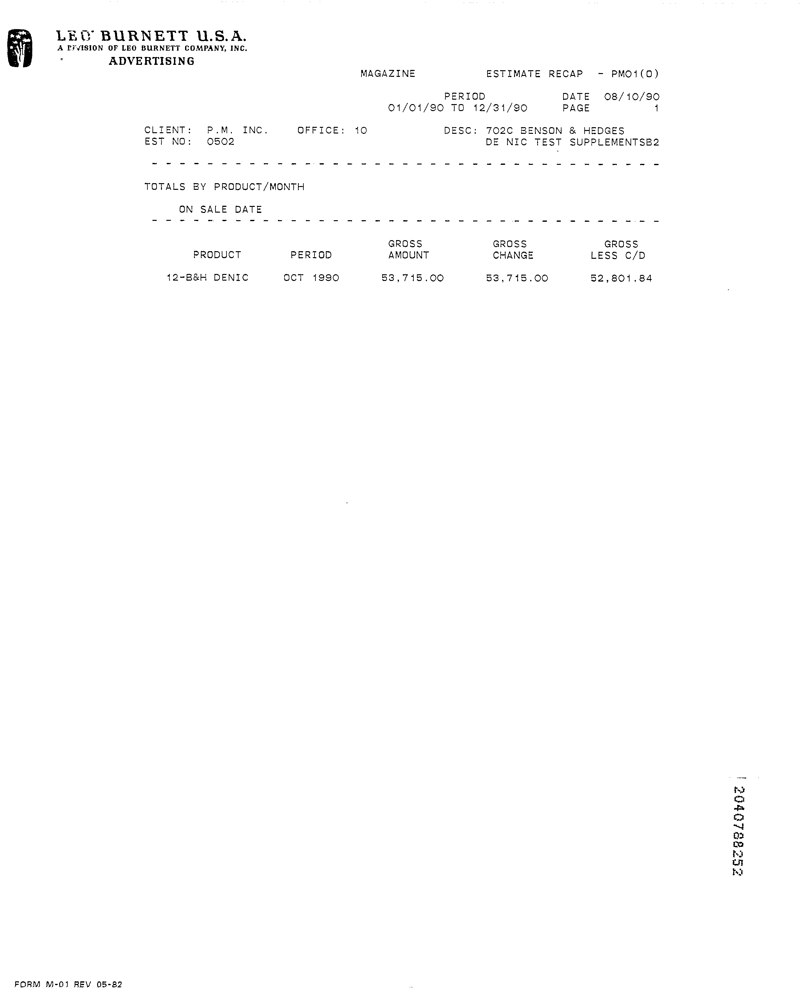 LEO BURNETT U.S.A.
A DIVISION OF LEO BURNETT COMPANY, INC.
ADVERTISING
MAGAZINE ESTIMATE RECAP - PM01(0)
PERIOD DATE 08/10/90
01/01/90 TO 12/31/90 PAGE 1
CLIENT: P.M. INC. OFFICE: 10 DESC: 702C BENSON & HEDGES
EST NO: 0502 DE NIC TEST SUPPLEMENTSB2
TOTALS BY PRODUCT/MONTH
ON SALE DATE
GROSS GROSS GROSS
PRODUCT PERIOD AMOUNT CHANGE LESS C/D
12-B&H DENIC OCT 1990 53,715.00 53,715.00 52,801.84
2040788252
FORM M-01 REV 05-82